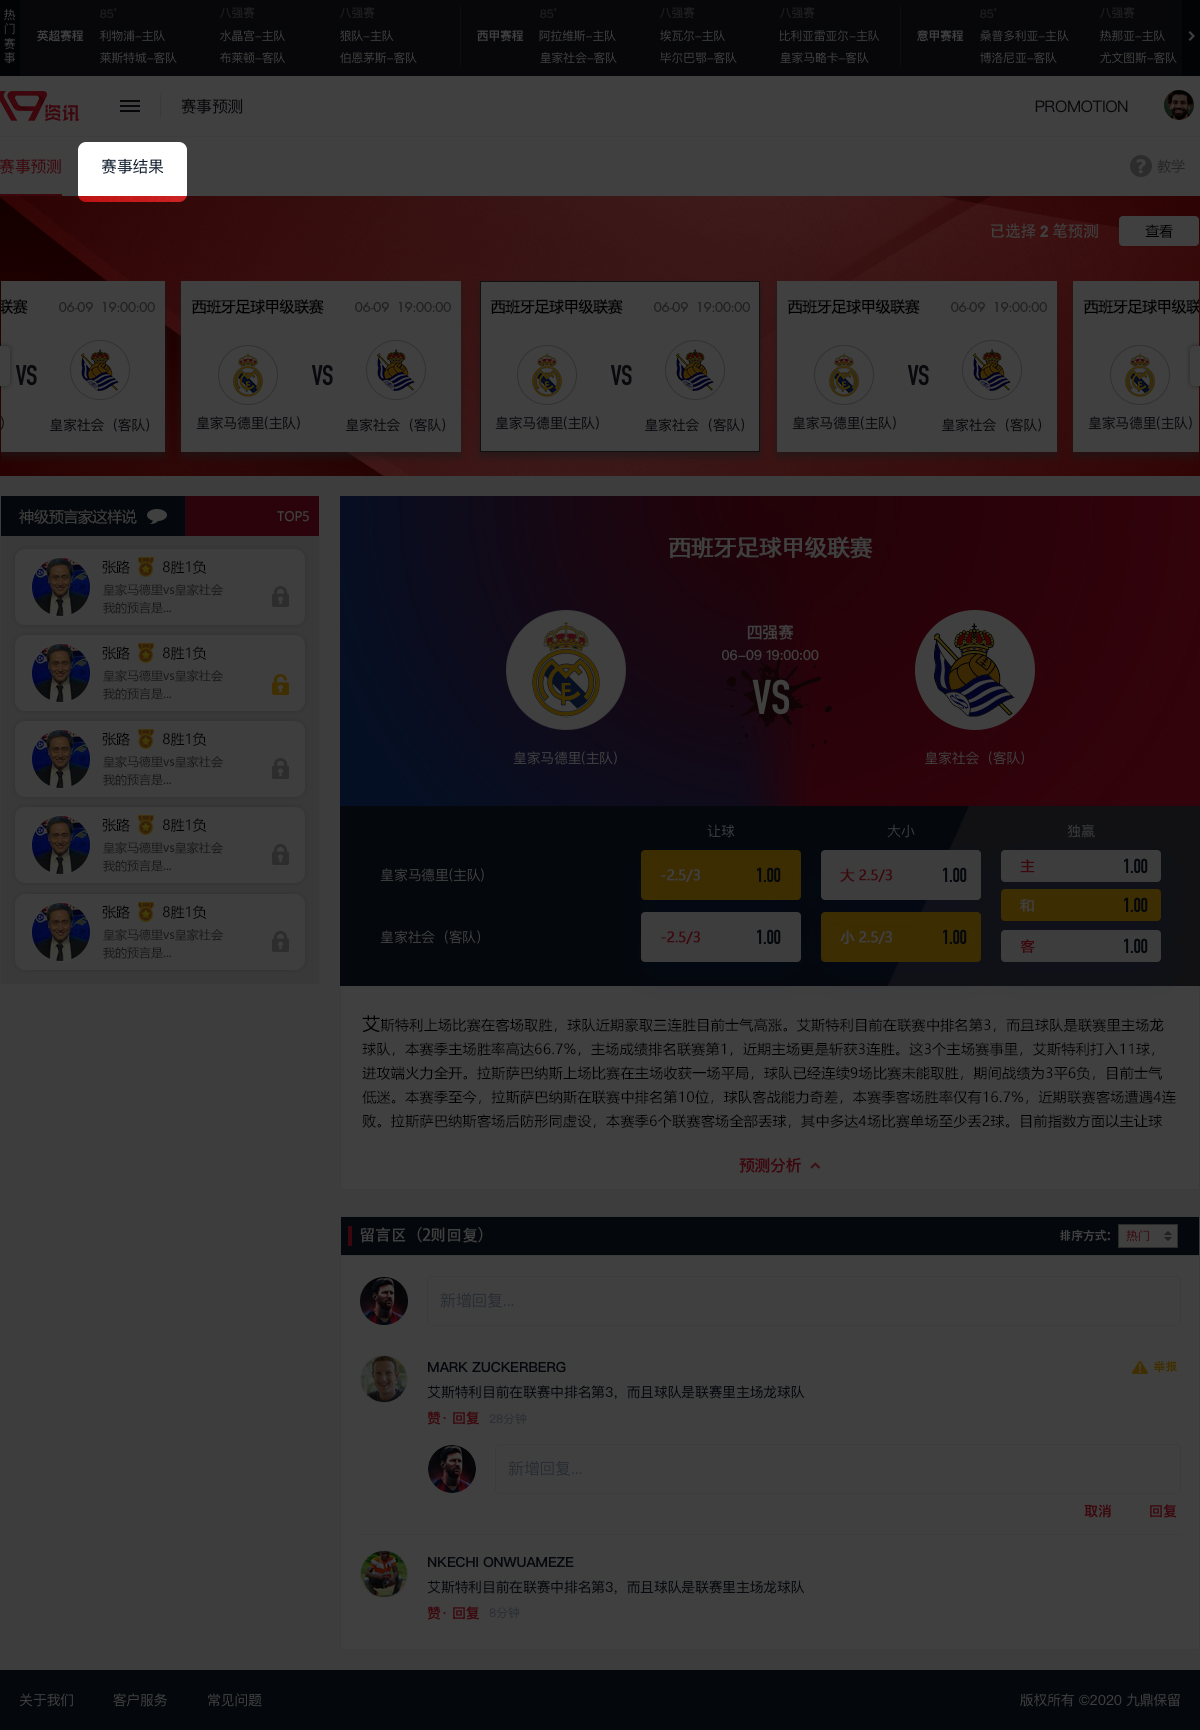 热门赛事
85'
八强赛
八强赛
85'
八强赛
八强赛
85'
八强赛
英超赛程
利物浦-主队
水晶宫-主队
狼队-主队
西甲赛程
阿拉维斯-主队
埃瓦尔-主队
比利亚雷亚尔-主队
意甲赛程
桑普多利亚-主队
热那亚-主队
莱斯特城-客队
布莱顿-客队
伯恩茅斯-客队
皇家社会-客队
毕尔巴鄂-客队
皇家马略卡-客队
博洛尼亚-客队
尤文图斯-客队
资讯
赛事预测
PROMOTION
赛事预测
赛事结果
教学
已选择 2 笔预测
查看
联赛 06-09 19:00:00
西班牙足球甲级联赛 06-09 19:00:00
西班牙足球甲级联赛 06-09 19:00:00
西班牙足球甲级联赛 06-09 19:00:00
西班牙足球甲级联
VS
VS
VS
VS
) 皇家社会（客队）
皇家马德里(主队) 皇家社会（客队）
皇家马德里(主队) 皇家社会（客队）
皇家马德里(主队) 皇家社会（客队）
皇家马德里(主队)
神级预言家这样说
TOP5
张路 8胜1负
皇家马德里vs皇家社会
我的预言是...
张路 8胜1负
皇家马德里vs皇家社会
我的预言是...
张路 8胜1负
皇家马德里vs皇家社会
我的预言是...
张路 8胜1负
皇家马德里vs皇家社会
我的预言是...
张路 8胜1负
皇家马德里vs皇家社会
我的预言是...
西班牙足球甲级联赛
四强赛
06-09 19:00:00
VS
皇家马德里(主队)
皇家社会（客队）
让球 大小 独赢
皇家马德里(主队)
-2.5/3 1.00
大 2.5/3 1.00
主 1.00
和 1.00
皇家社会（客队）
-2.5/3 1.00
小 2.5/3 1.00
客 1.00
艾斯特利上场比赛在客场取胜，球队近期豪取三连胜目前士气高涨。艾斯特利目前在联赛中排名第3，而且球队是联赛里主场龙
球队，本赛季主场胜率高达66.7%，主场成绩排名联赛第1，近期主场更是斩获3连胜。这3个主场赛事里，艾斯特利打入11球，
进攻端火力全开。拉斯萨巴纳斯上场比赛在主场收获一场平局，球队已经连续9场比赛未能取胜，期间战绩为3平6负，目前士气
低迷。本赛季至今，拉斯萨巴纳斯在联赛中排名第10位，球队客战能力奇差，本赛季客场胜率仅有16.7%，近期联赛客场遭遇4连
败。拉斯萨巴纳斯客场后防形同虚设，本赛季6个联赛客场全部丢球，其中多达4场比赛单场至少丢2球。目前指数方面以主让球
预测分析
留言区（2则回复）
排序方式：
热门
新增回复...
MARK ZUCKERBERG
举报
艾斯特利目前在联赛中排名第3，而且球队是联赛里主场龙球队
赞· 回复 28分钟
新增回复...
取消 回复
NKECHI ONWUAMEZE
艾斯特利目前在联赛中排名第3，而且球队是联赛里主场龙球队
赞· 回复 8分钟
关于我们 客户服务 常见问题
版权所有 ©2020 九鼎保留